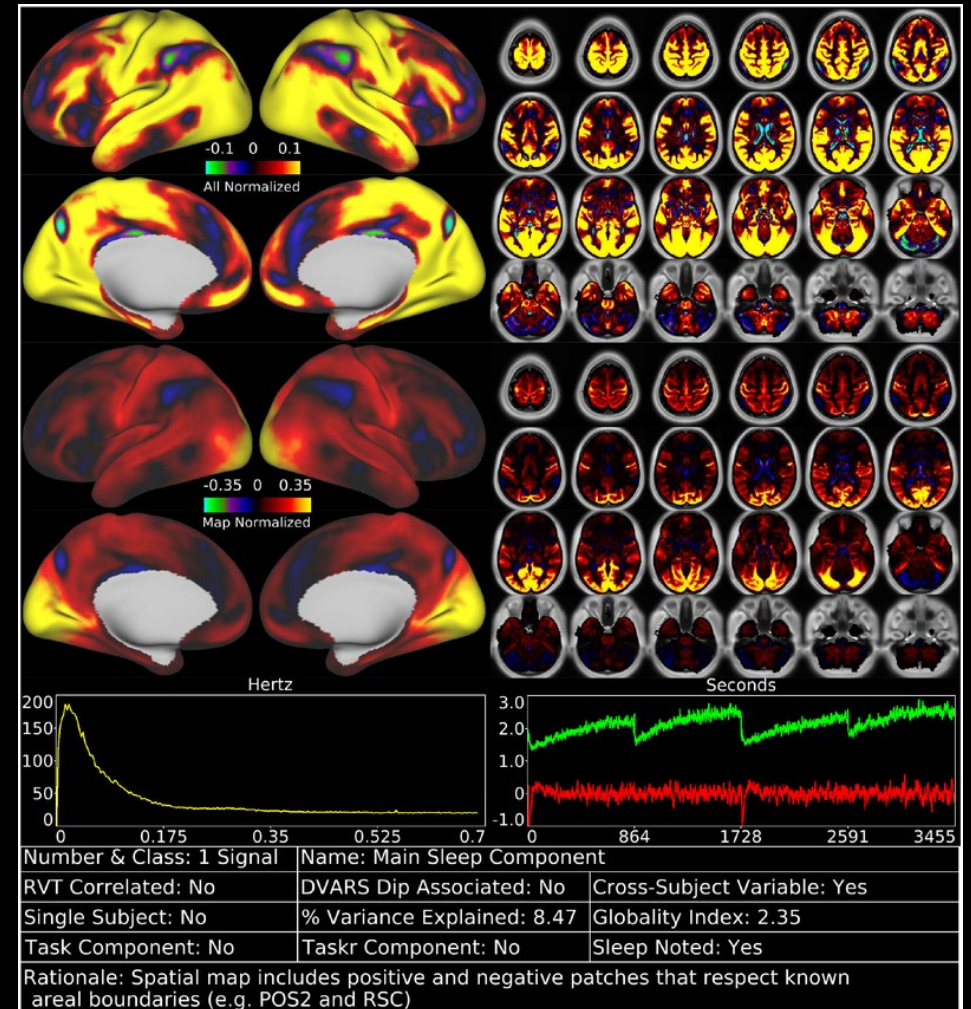 -0.1 0 0.1
All Normalized
-0.35 0 0.35
Map Normalized
Hertz
200
150
100
50
0
0 0.175 0.35 0.525 0.7
Seconds
3.0
2.0
1.0
0
-1.0
0 864 1728 2591 3455
Number & Class: 1 Signal Name: Main Sleep Component
RVT Correlated: No DVARS Dip Associated: No Cross-Subject Variable: Yes
Single Subject: No % Variance Explained: 8.47 Globality Index: 2.35
Task Component: No Taskr Component: No Sleep Noted: Yes
Rationale: Spatial map includes positive and negative patches that respect known
areal boundaries (e.g. POS2 and RSC)